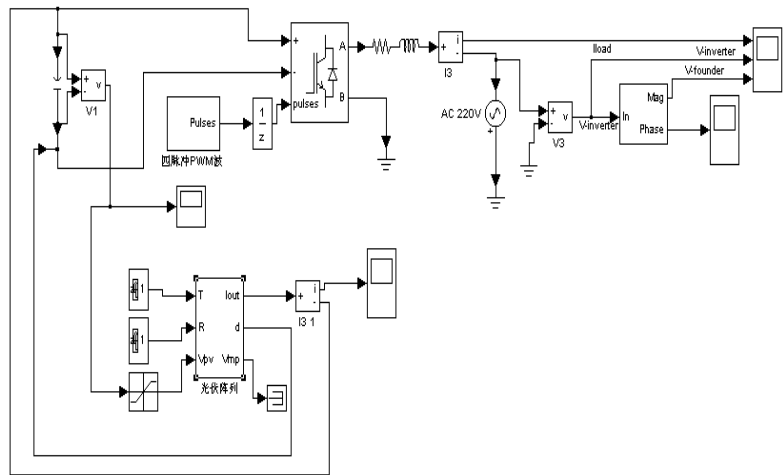 +
-
pulses
A
B
+
i
-
I3
Iload
V-inverter
V-founder
+
-
v
V1
Pulses
四脉冲PWM波
1
z
AC 220V
+
+
-
v
V3
V-inverter
In
Mag
Phase
1
1
T
R
Vpv
Iout
d
Vmp
光伏阵列
+
i
-
I3 1